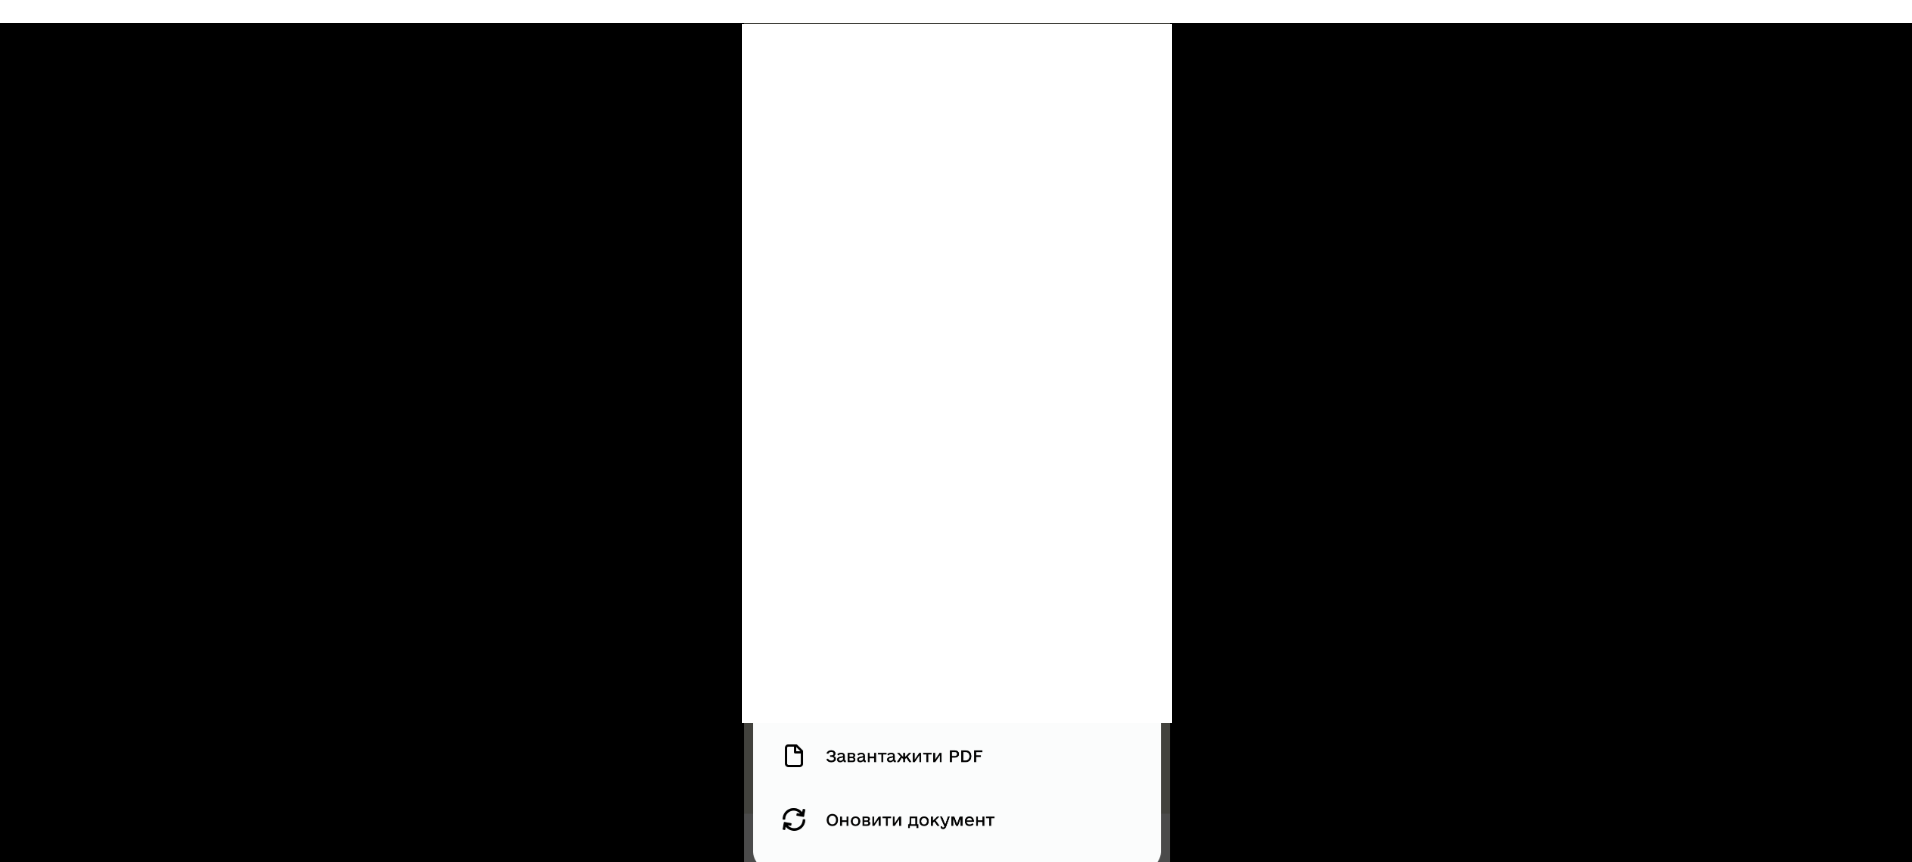 Завантажити PDF
Оновити документ